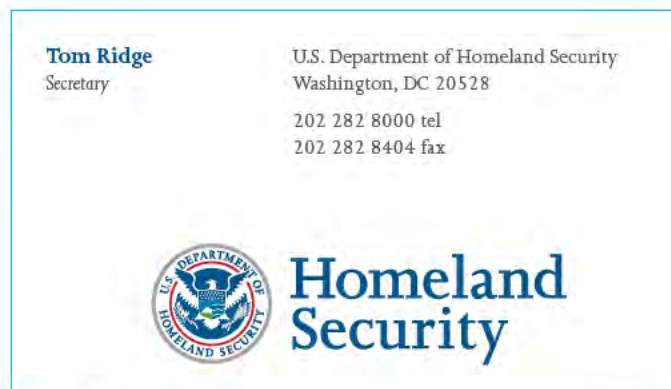 Tom Ridge
Secretary
U.S. Department of Homeland Security
Washington, DC 20528
202 282 8000 tel
202 282 8404 fax
U.S. DEPARTMENT OF
HOMELAND SECURITY
Homeland
Security